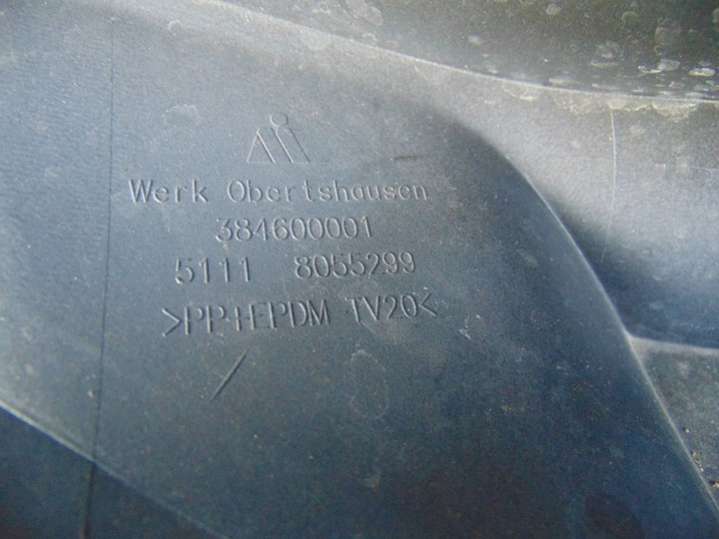 Werk Obertshausen
384600001
5111 8055299
>PP+EPDM TV20<